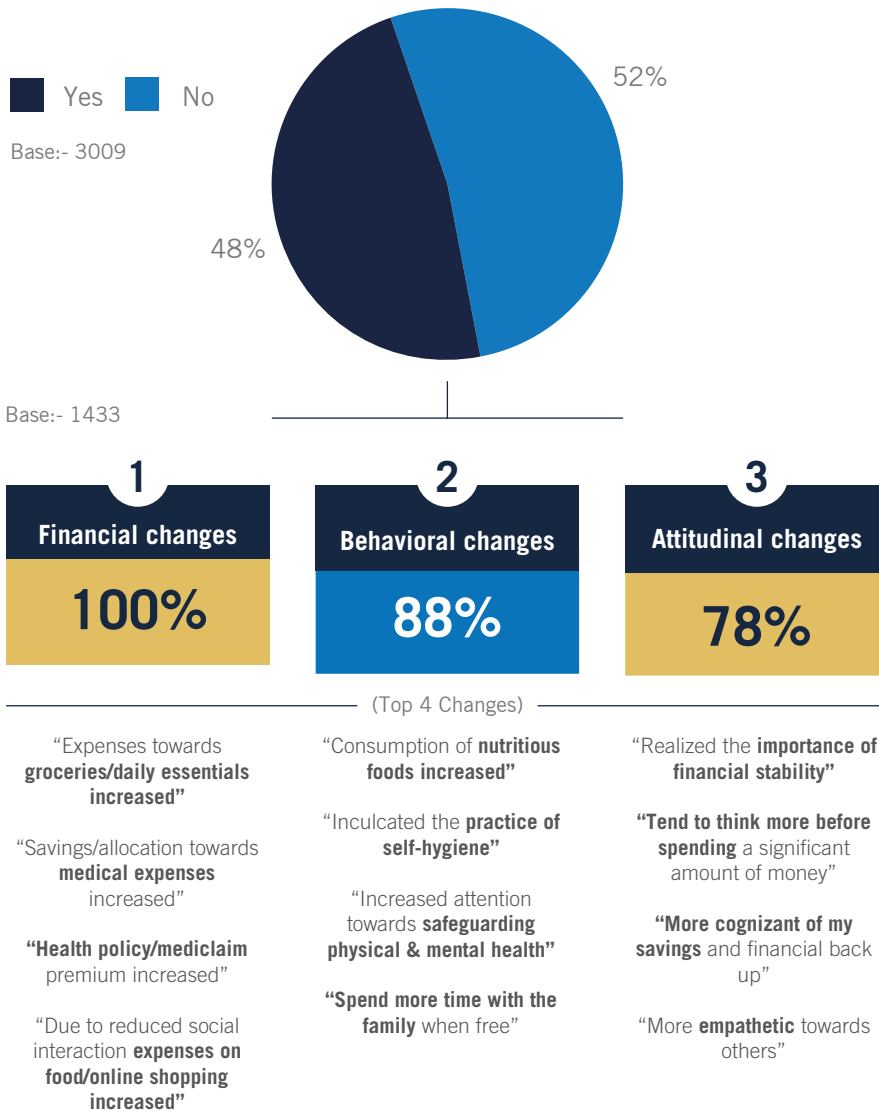 52%
Yes No
Base:- 3009
48%
Base:- 1433
1
Financial changes
100%
2
Behavioral changes
88%
3
Attitudinal changes
78%
(Top 4 Changes)
“Expenses towards
groceries/daily essentials
increased”
“Savings/allocation towards
medical expenses
increased”
“Health policy/mediclaim
premium increased”
“Due to reduced social
interaction expenses on
food/online shopping
increased”
“Consumption of nutritious
foods increased”
“Inculcated the practice of
self-hygiene”
“Increased attention
towards safeguarding
physical & mental health”
“Spend more time with the
family when free”
“Realized the importance of
financial stability”
“Tend to think more before
spending a significant
amount of money”
“More cognizant of my
savings and financial back
up”
“More empathetic towards
others”